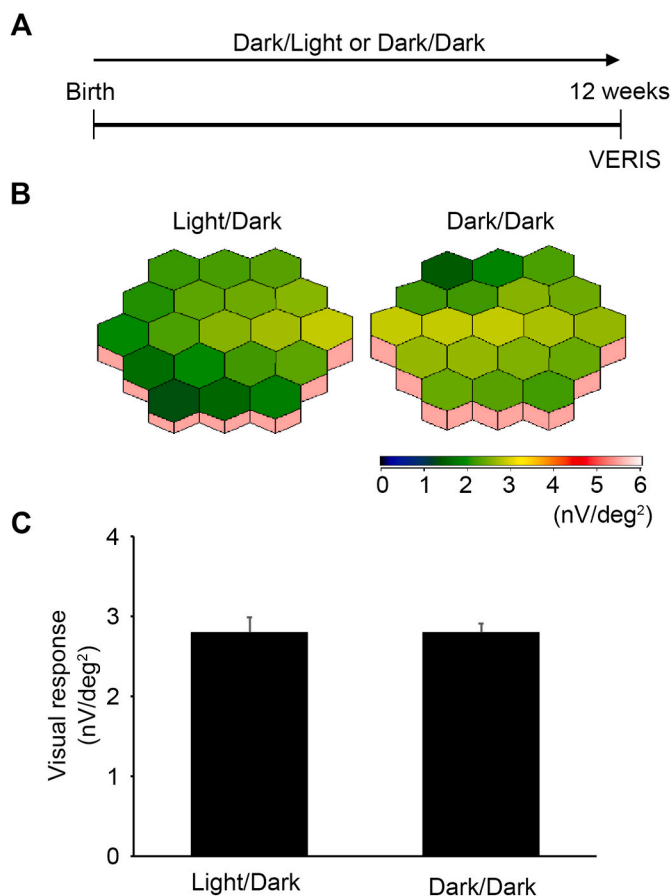 A
Dark/Light or Dark/Dark
Birth 12 weeks
VERIS
B
Light/Dark Dark/Dark
0 1 2 3 4 5 6
(nV/deg²)
C
4
3
2
1
0
Visual response
(nV/deg²)
Light/Dark Dark/Dark